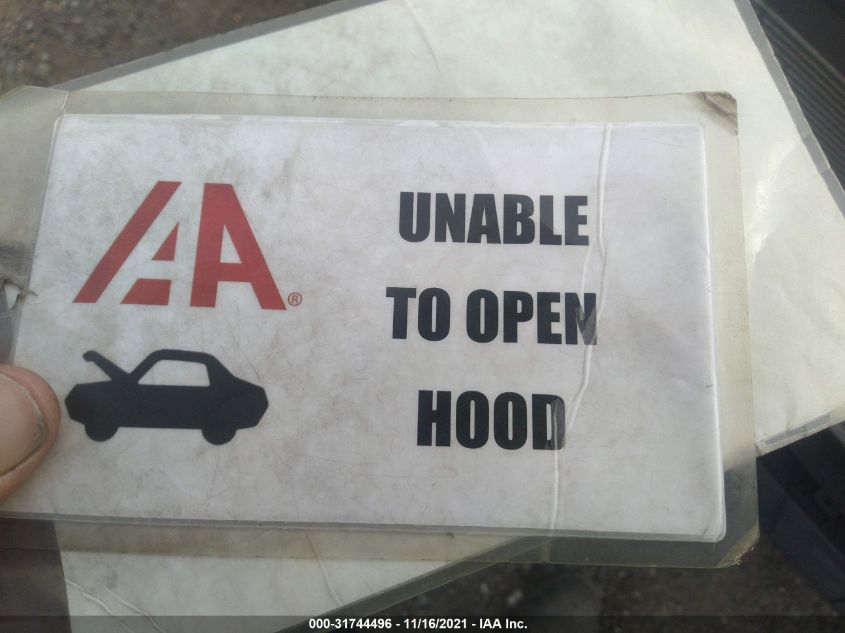 IAA®
UNABLE
TO OPEN
HOOD
000-31744496 - 11/16/2021 - IAA Inc.